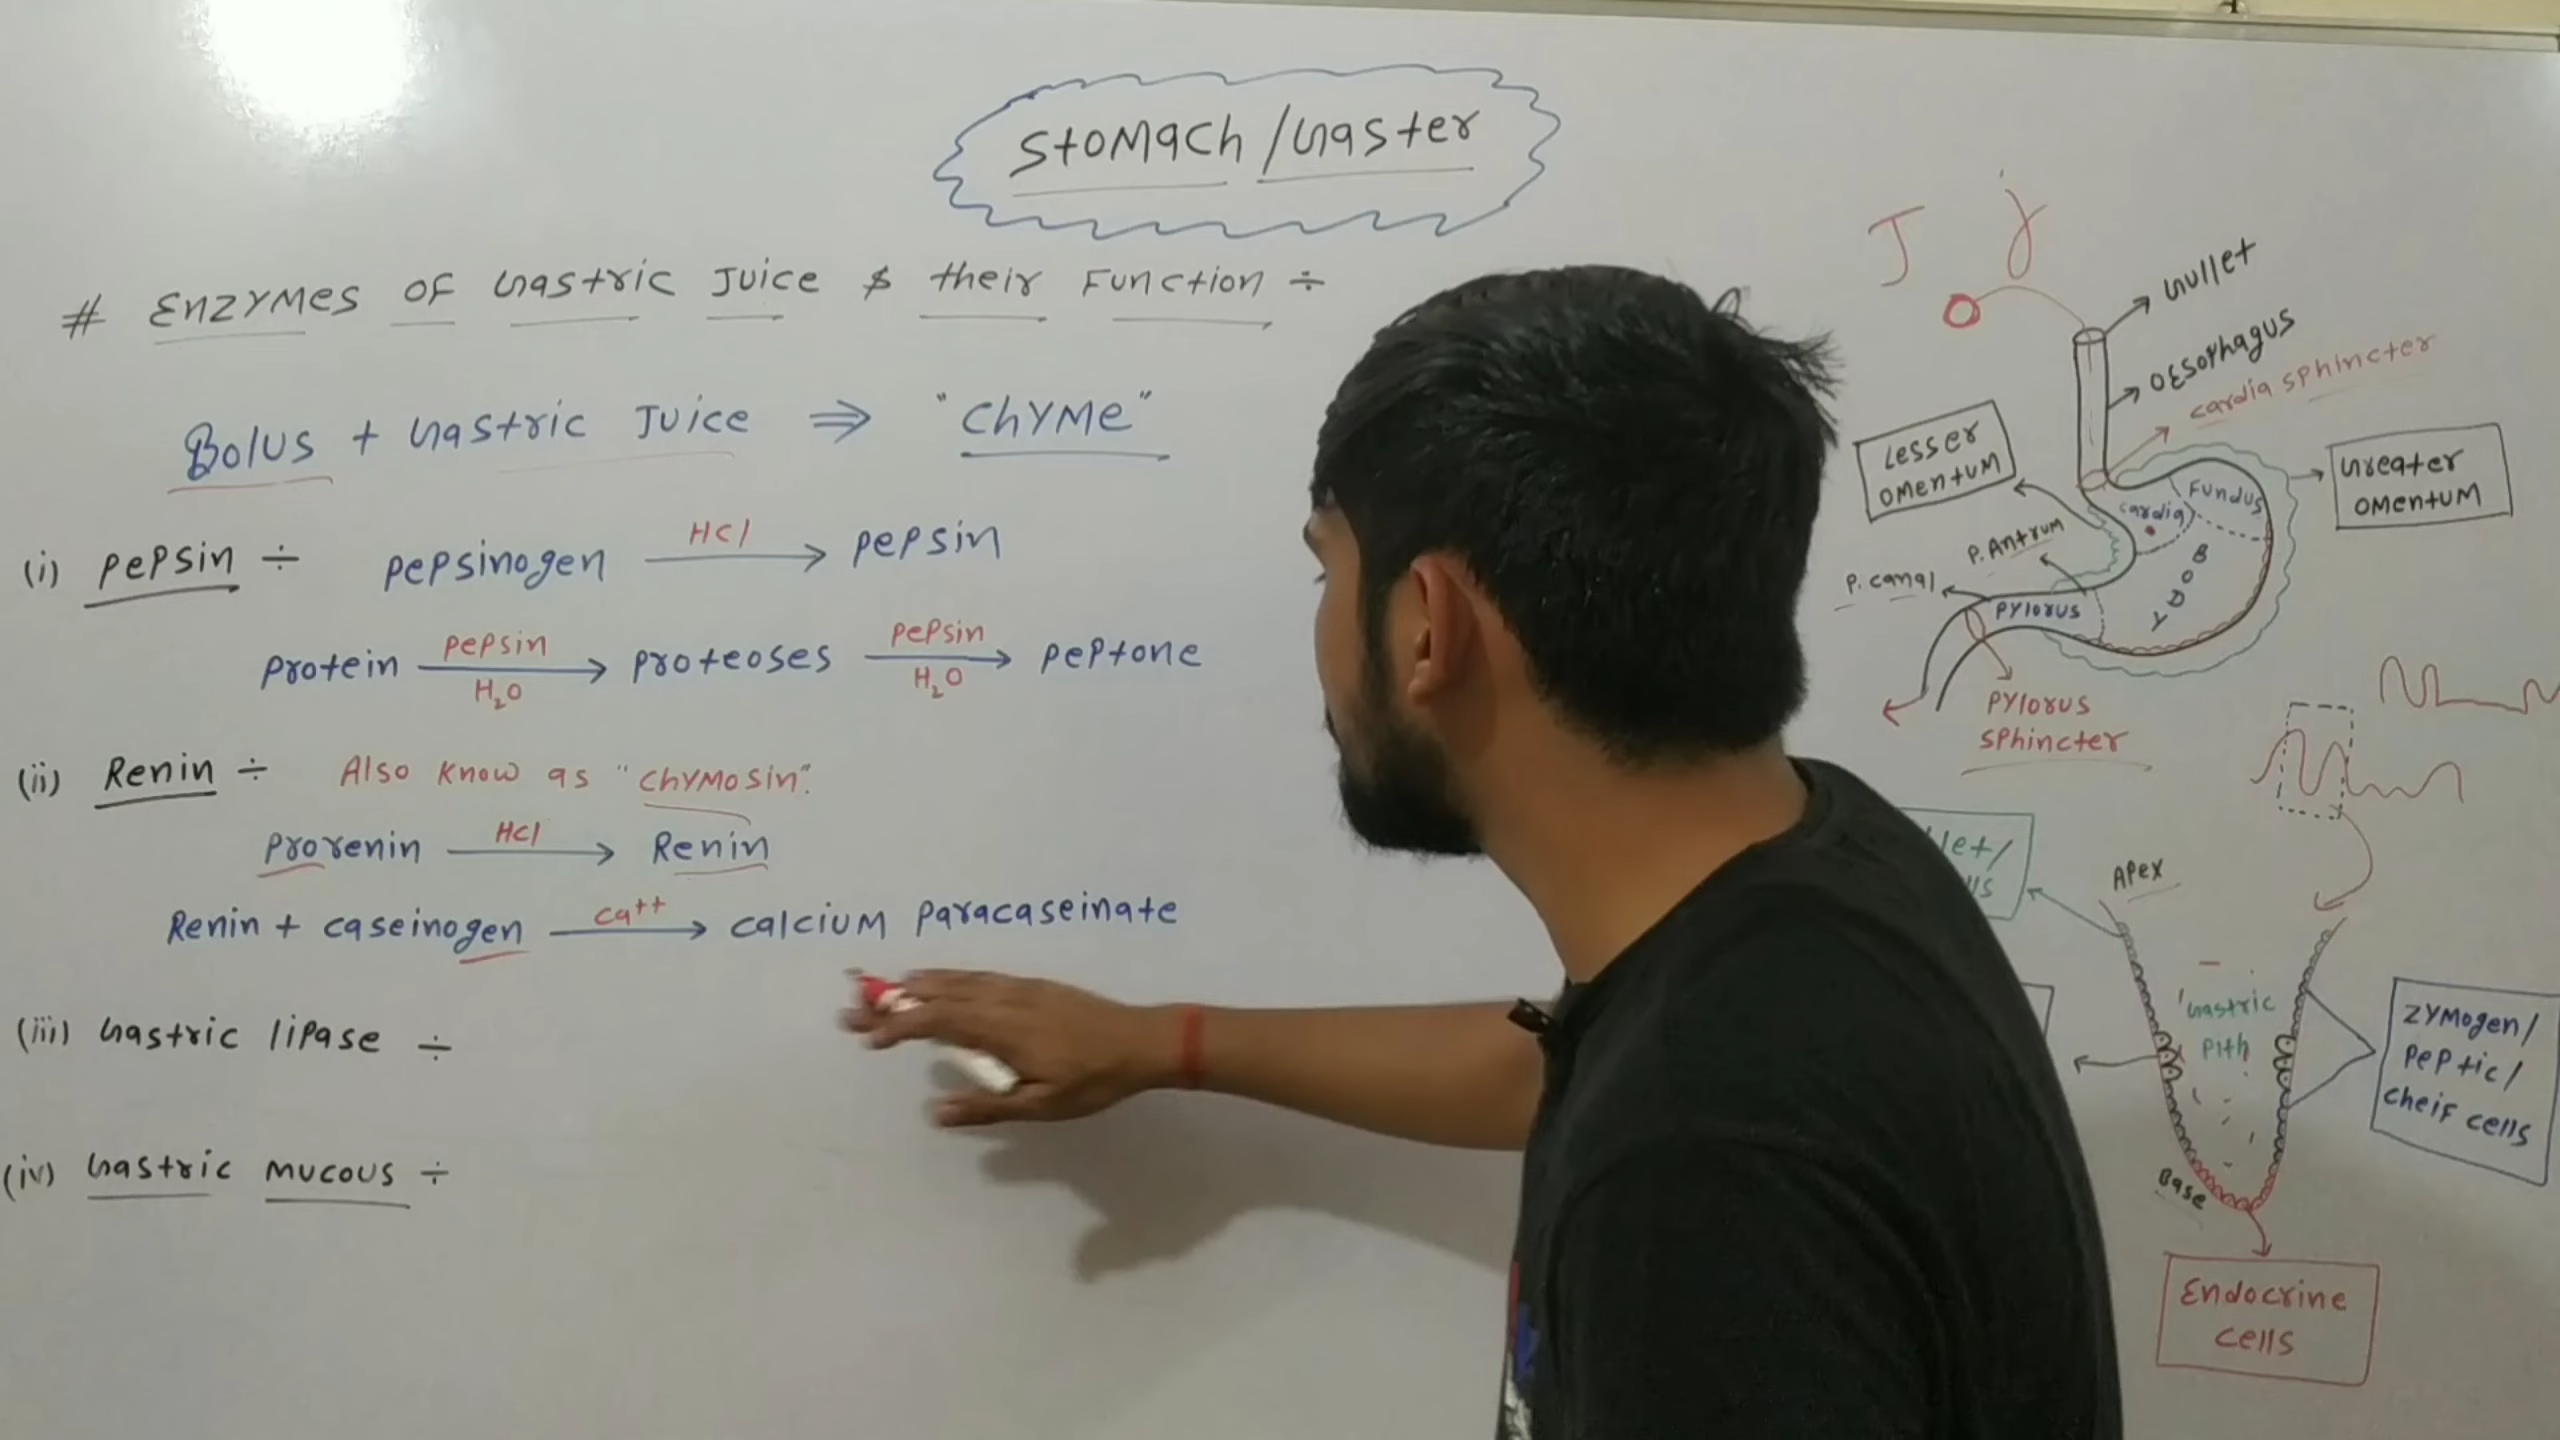 Stomach / Gaster
# Enzymes of Gastric Juice & their Function ÷
Bolus + Gastric Juice ⇒ "Chyme"
(i) Pepsin ÷ Pepsinogen HCl → Pepsin
Protein Pepsin H₂O → Proteoses Pepsin H₂O → Peptone
(ii) Renin ÷ Also know as "Chymosin".
Prorenin HCl → Renin
Renin + caseinogen Ca++ → calcium paracaseinate
(iii) Gastric lipase ÷
(iv) Gastric mucous ÷
J j
Gullet
Oesophagus
cardia sphincter
Lesser
omentum
Greater
omentum
Fundus
cardia
P. Antrum
P. canal
BODY
Pylorus
Pylorus
Sphincter
Apex
Gastric
Pith
Zymogen/
Peptic/
cheif cells
Base
Endocrine
cells